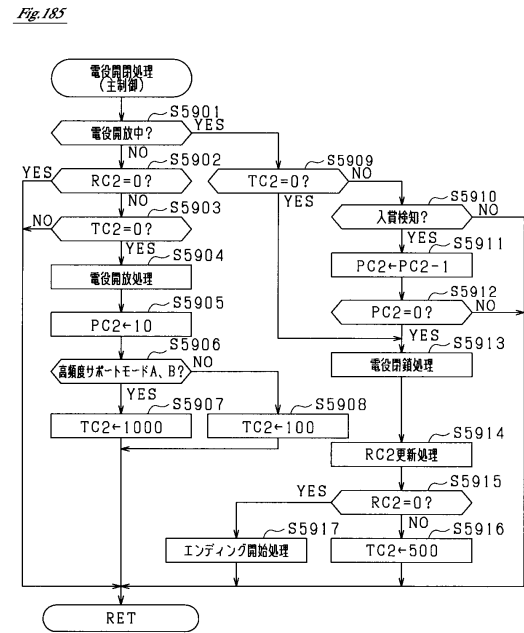 Fig.185
電役開閉処理
(主制御)
S5901
電役開放中?
YES
NO
S5902
YES
RC2=0?
NO
S5903
NO
TC2=0?
YES
S5904
電役開放処理
S5905
PC2←10
S5906
高頻度サポートモードA、B?
NO
YES
S5907
TC2←1000
S5908
TC2←100
S5909
TC2=0?
NO
YES
S5910
入賞検知?
NO
YES
S5911
PC2←PC2-1
S5912
PC2=0?
NO
YES
S5913
電役閉鎖処理
S5914
RC2更新処理
S5915
YES
RC2=0?
NO
S5916
TC2←500
S5917
エンディング開始処理
RET